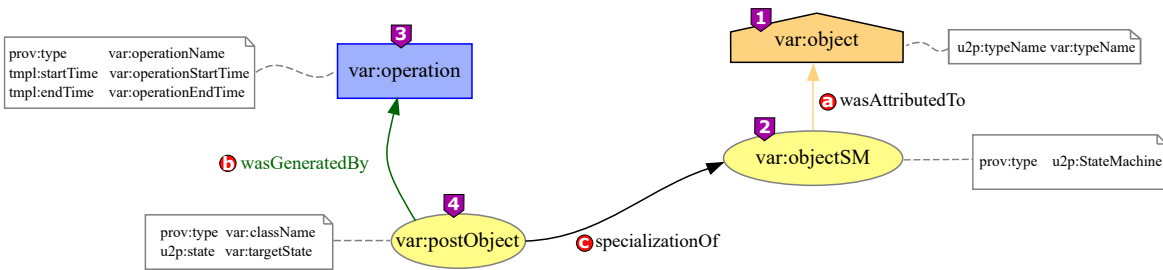 1
3
var:object
prov:type var:operationName
tmpl:startTime var:operationStartTime
tmpl:endTime var:operationEndTime
var:operation
u2p:typeName var:typeName
a wasAttributedTo
2
b wasGeneratedBy
var:objectSM
prov:type u2p:StateMachine
4
prov:type var:className
u2p:state var:targetState
var:postObject
c specializationOf